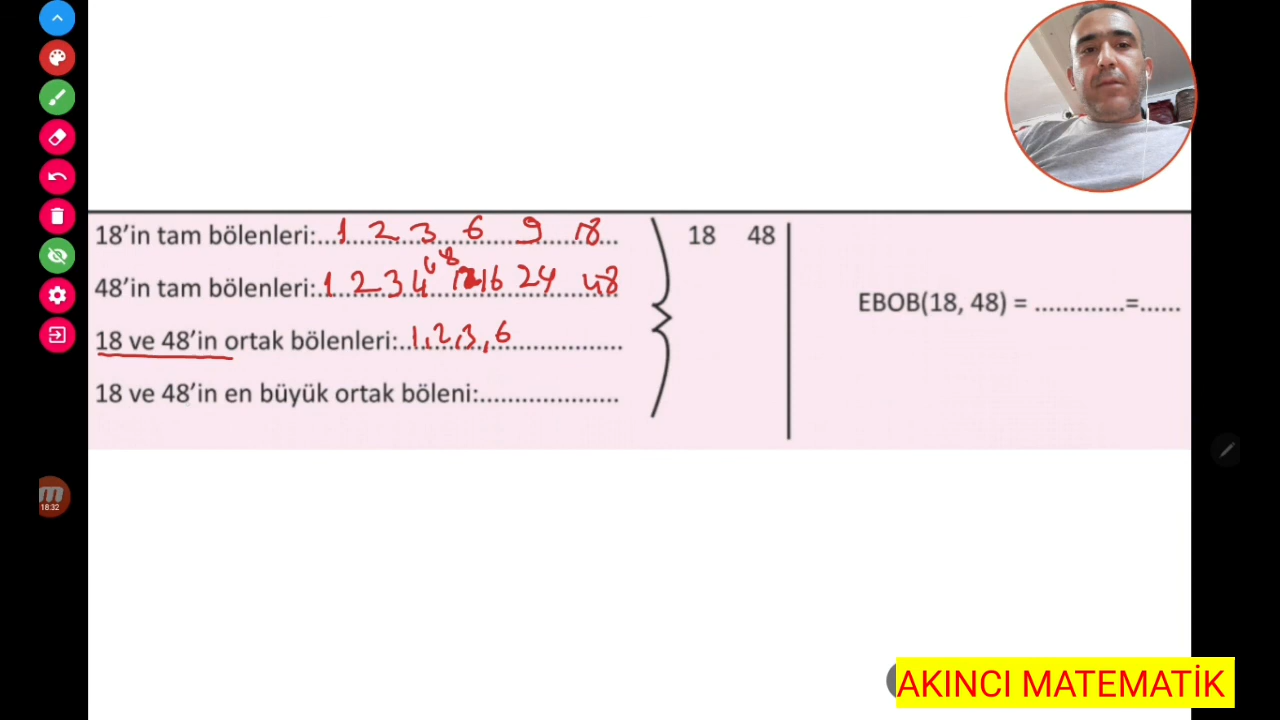 18'in tam bölenleri:...1 2 3 6 9 18...
18 48
48'in tam bölenleri:...1 2 3 4 6 8 12 16 24 48
EBOB(18, 48) = .............=......
18 ve 48'in ortak bölenleri:...1,2,3,6................
18 ve 48'in en büyük ortak böleni:....................
18:32
AKINCI MATEMATİK